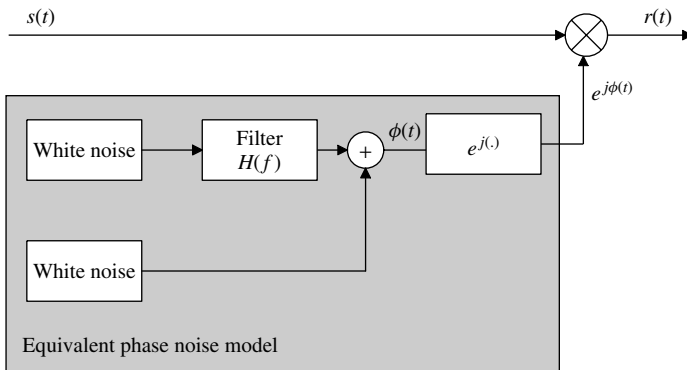 s(t)
r(t)
e^{jϕ(t)}
White noise
Filter
H(f)
+
ϕ(t)
e^{j(.)}
White noise
Equivalent phase noise model